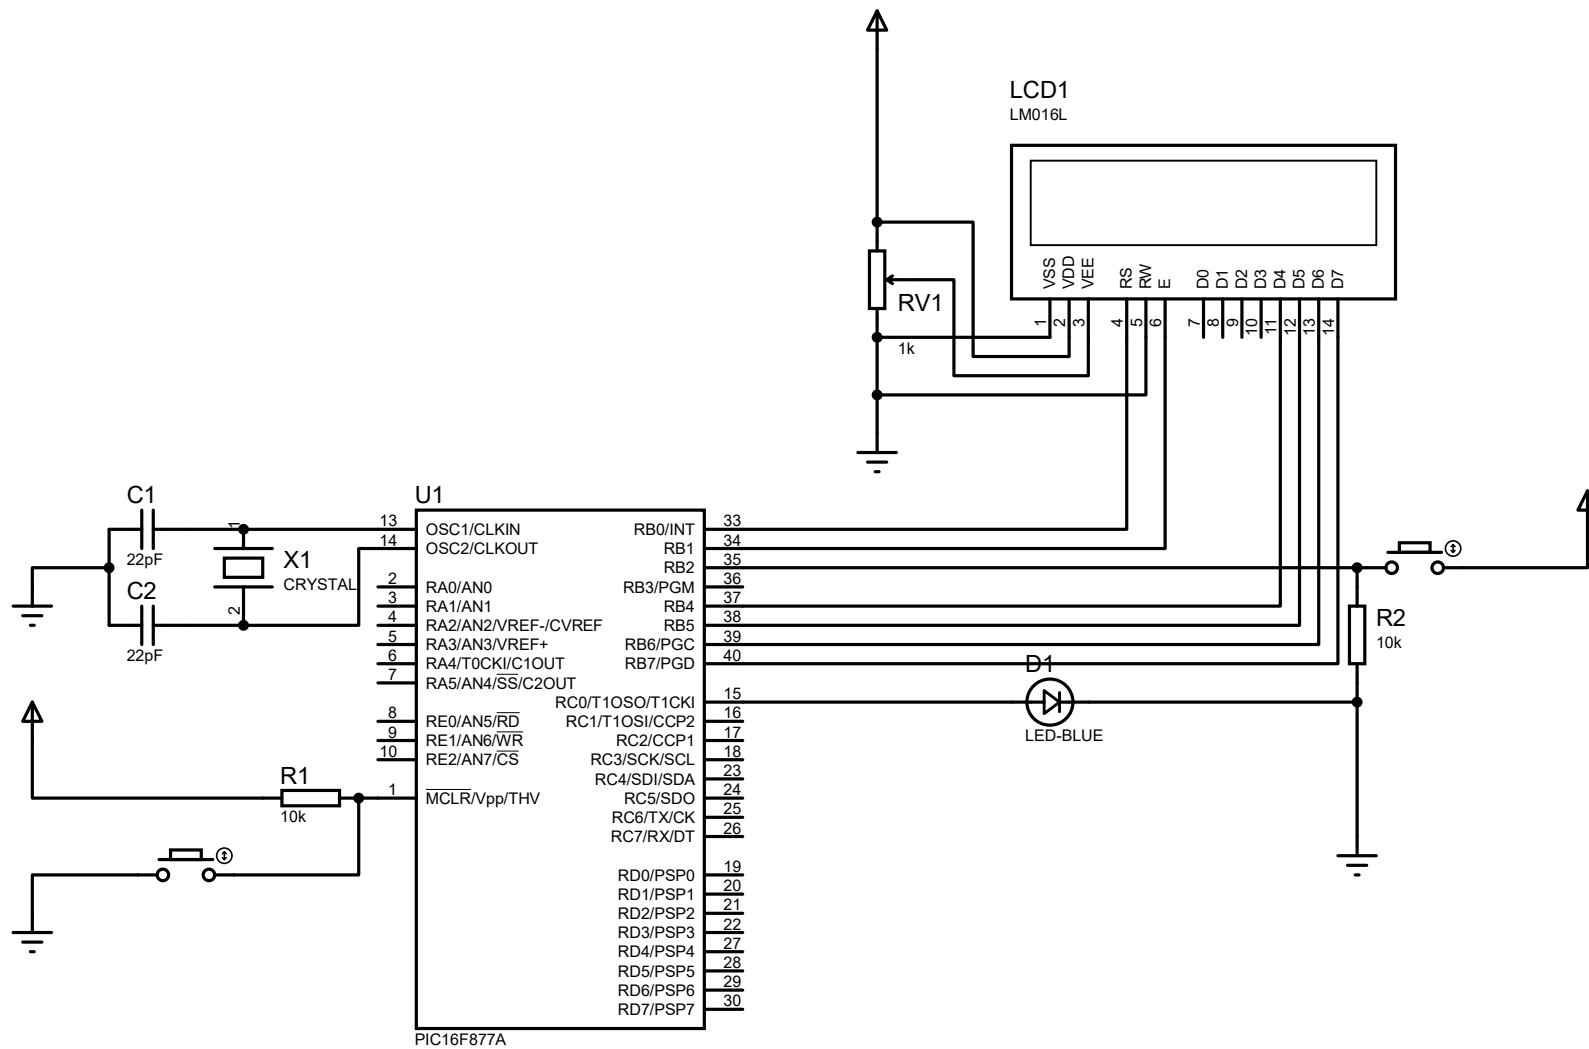 LCD1
LM016L
VSS
VDD
VEE
RS
RW
E
D0
D1
D2
D3
D4
D5
D6
D7
1
2
3
4
5
6
7
8
9
10
11
12
13
14
RV1
1k
C1
22pF
C2
22pF
1
2
X1
CRYSTAL
U1
13 OSC1/CLKIN
14 OSC2/CLKOUT
2 RA0/AN0
3 RA1/AN1
4 RA2/AN2/VREF-/CVREF
5 RA3/AN3/VREF+
6 RA4/T0CKI/C1OUT
7 RA5/AN4/SS/C2OUT
8 RE0/AN5/RD
9 RE1/AN6/WR
10 RE2/AN7/CS
1 MCLR/Vpp/THV
RB0/INT 33
RB1 34
RB2 35
RB3/PGM 36
RB4 37
RB5 38
RB6/PGC 39
RB7/PGD 40
RC0/T1OSO/T1CKI 15
RC1/T1OSI/CCP2 16
RC2/CCP1 17
RC3/SCK/SCL 18
RC4/SDI/SDA 23
RC5/SDO 24
RC6/TX/CK 25
RC7/RX/DT 26
RD0/PSP0 19
RD1/PSP1 20
RD2/PSP2 21
RD3/PSP3 22
RD4/PSP4 27
RD5/PSP5 28
RD6/PSP6 29
RD7/PSP7 30
PIC16F877A
R1
10k
R2
10k
D1
LED-BLUE